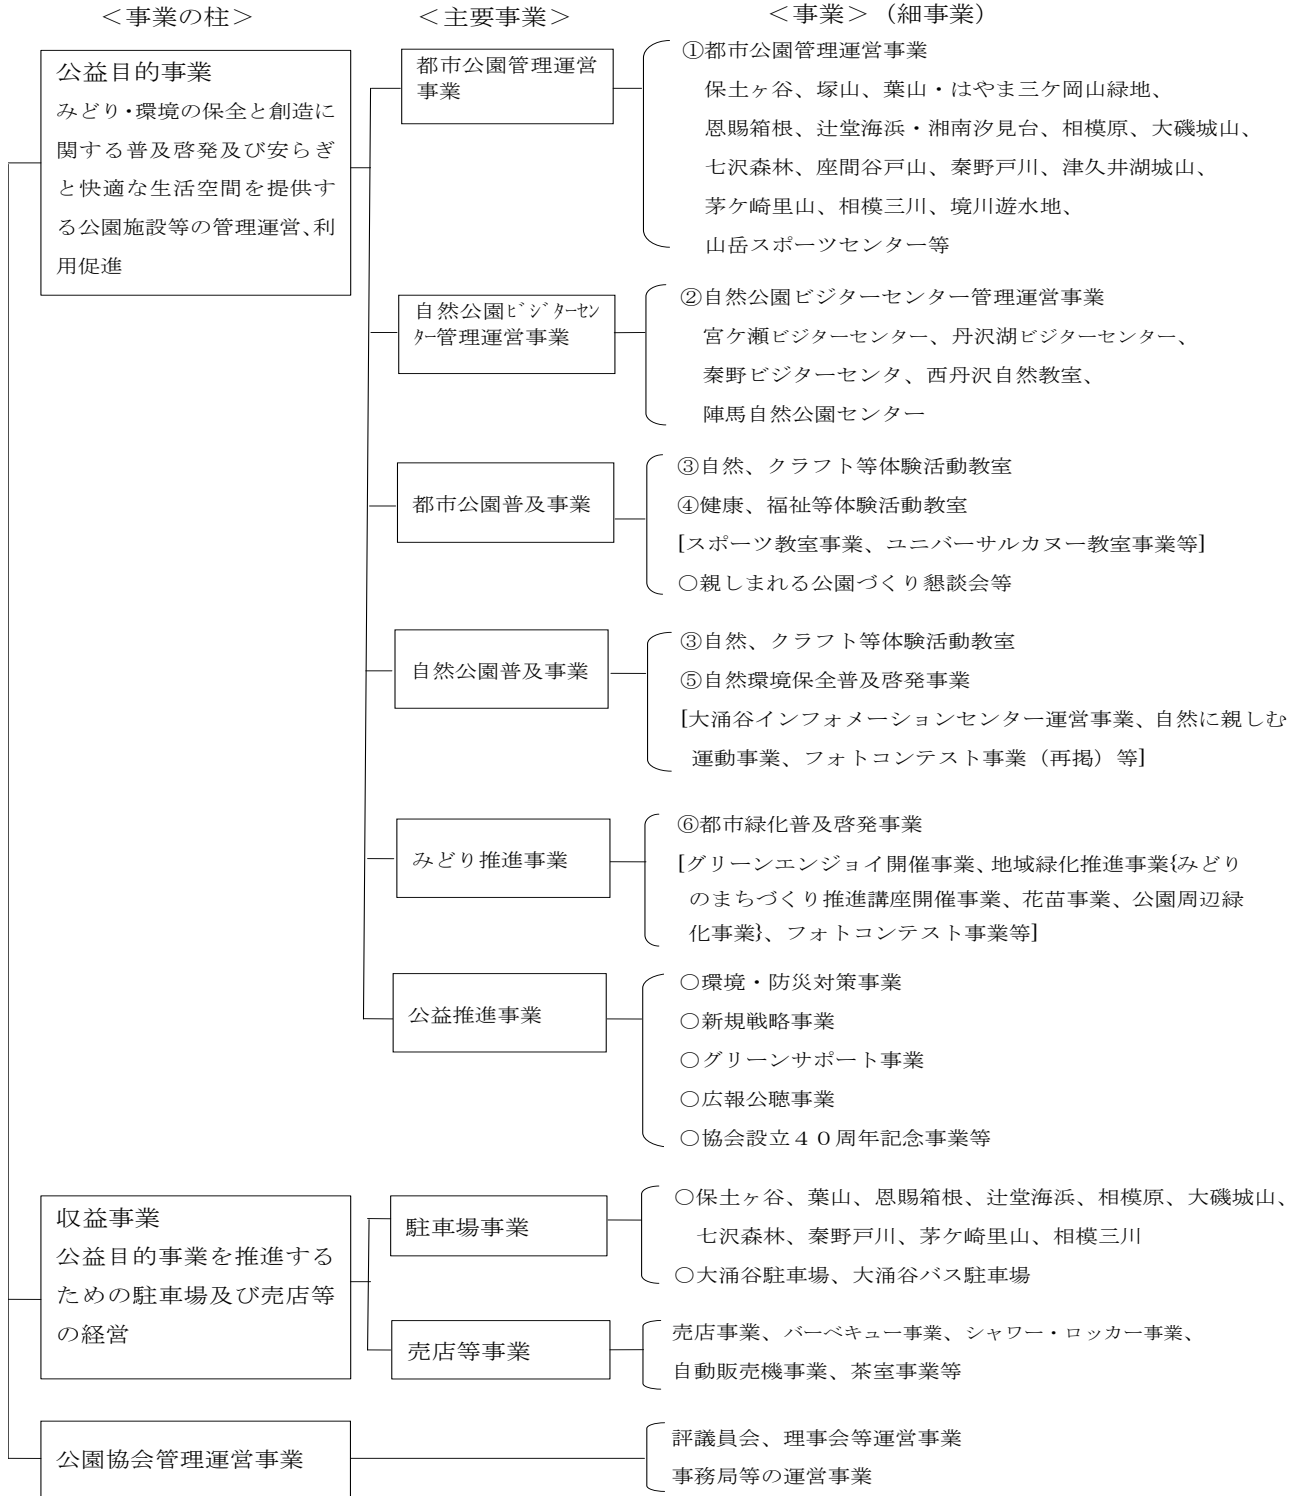 ＜事業の柱＞　＜主要事業＞　＜事業＞（細事業）
公益目的事業
みどり・環境の保全と創造に
関する普及啓発及び安らぎ
と快適な生活空間を提供す
る公園施設等の管理運営、利
用促進
都市公園管理運営
事業
①都市公園管理運営事業
保土ヶ谷、塚山、葉山・はやま三ケ岡山緑地、
恩賜箱根、辻堂海浜・湘南汐見台、相模原、大磯城山、
七沢森林、座間谷戸山、秦野戸川、津久井湖城山、
茅ケ崎里山、相模三川、境川遊水地、
山岳スポーツセンター等
自然公園ﾋﾞｼﾞﾀｰｾﾝ
ﾀｰ管理運営事業
②自然公園ビジターセンター管理運営事業
宮ケ瀬ビジターセンター、丹沢湖ビジターセンター、
秦野ビジターセンタ、西丹沢自然教室、
陣馬自然公園センター
都市公園普及事業
③自然、クラフト等体験活動教室
④健康、福祉等体験活動教室
[スポーツ教室事業、ユニバーサルカヌー教室事業等]
○親しまれる公園づくり懇談会等
自然公園普及事業
③自然、クラフト等体験活動教室
⑤自然環境保全普及啓発事業
[大涌谷インフォメーションセンター運営事業、自然に親しむ
運動事業、フォトコンテスト事業（再掲）等]
みどり推進事業
⑥都市緑化普及啓発事業
[グリーンエンジョイ開催事業、地域緑化推進事業{みどり
のまちづくり推進講座開催事業、花苗事業、公園周辺緑
化事業}、フォトコンテスト事業等]
公益推進事業
○環境・防災対策事業
○新規戦略事業
○グリーンサポート事業
○広報公聴事業
○協会設立４０周年記念事業等
収益事業
公益目的事業を推進する
ための駐車場及び売店等
の経営
駐車場事業
○保土ヶ谷、葉山、恩賜箱根、辻堂海浜、相模原、大磯城山、
七沢森林、秦野戸川、茅ケ崎里山、相模三川
○大涌谷駐車場、大涌谷バス駐車場
売店等事業
売店事業、バーベキュー事業、シャワー・ロッカー事業、
自動販売機事業、茶室事業等
公園協会管理運営事業
評議員会、理事会等運営事業
事務局等の運営事業